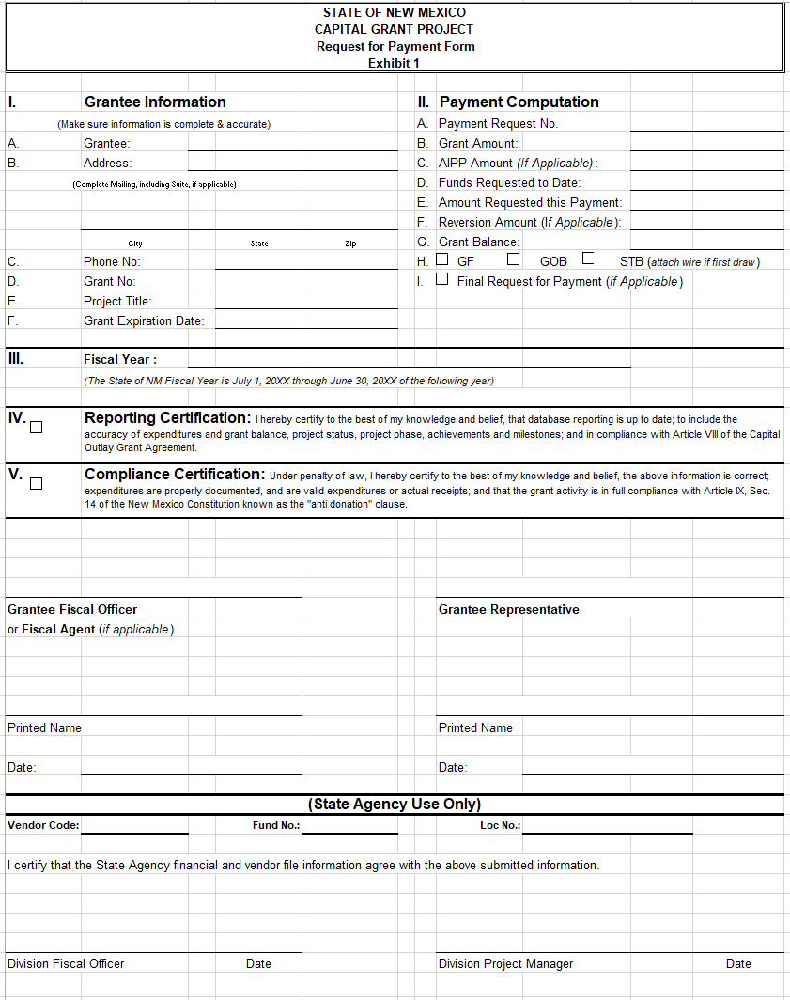 STATE OF NEW MEXICO
CAPITAL GRANT PROJECT
Request for Payment Form
Exhibit 1
I. Grantee Information
(Make sure information is complete & accurate)
A. Grantee:
B. Address:
(Complete Mailing, including Suite, if applicable)
City State Zip
C. Phone No:
D. Grant No:
E. Project Title:
F. Grant Expiration Date:
II. Payment Computation
A. Payment Request No.
B. Grant Amount:
C. AIPP Amount (If Applicable):
D. Funds Requested to Date:
E. Amount Requested this Payment:
F. Reversion Amount (If Applicable):
G. Grant Balance:
H. GF GOB STB (attach wire if first draw)
I. Final Request for Payment (if Applicable)
III. Fiscal Year :
(The State of NM Fiscal Year is July 1, 20XX through June 30, 20XX of the following year)
IV. Reporting Certification: I hereby certify to the best of my knowledge and belief, that database reporting is up to date; to include the
accuracy of expenditures and grant balance, project status, project phase, achievements and milestones; and in compliance with Article VIII of the Capital
Outlay Grant Agreement.
V. Compliance Certification: Under penalty of law, I hereby certify to the best of my knowledge and belief, the above information is correct;
expenditures are properly documented, and are valid expenditures or actual receipts; and that the grant activity is in full compliance with Article IX, Sec.
14 of the New Mexico Constitution known as the "anti donation" clause.
Grantee Fiscal Officer
or Fiscal Agent (if applicable)
Grantee Representative
Printed Name
Printed Name
Date:
Date:
(State Agency Use Only)
Vendor Code: Fund No.: Loc No.:
I certify that the State Agency financial and vendor file information agree with the above submitted information.
Division Fiscal Officer Date
Division Project Manager Date